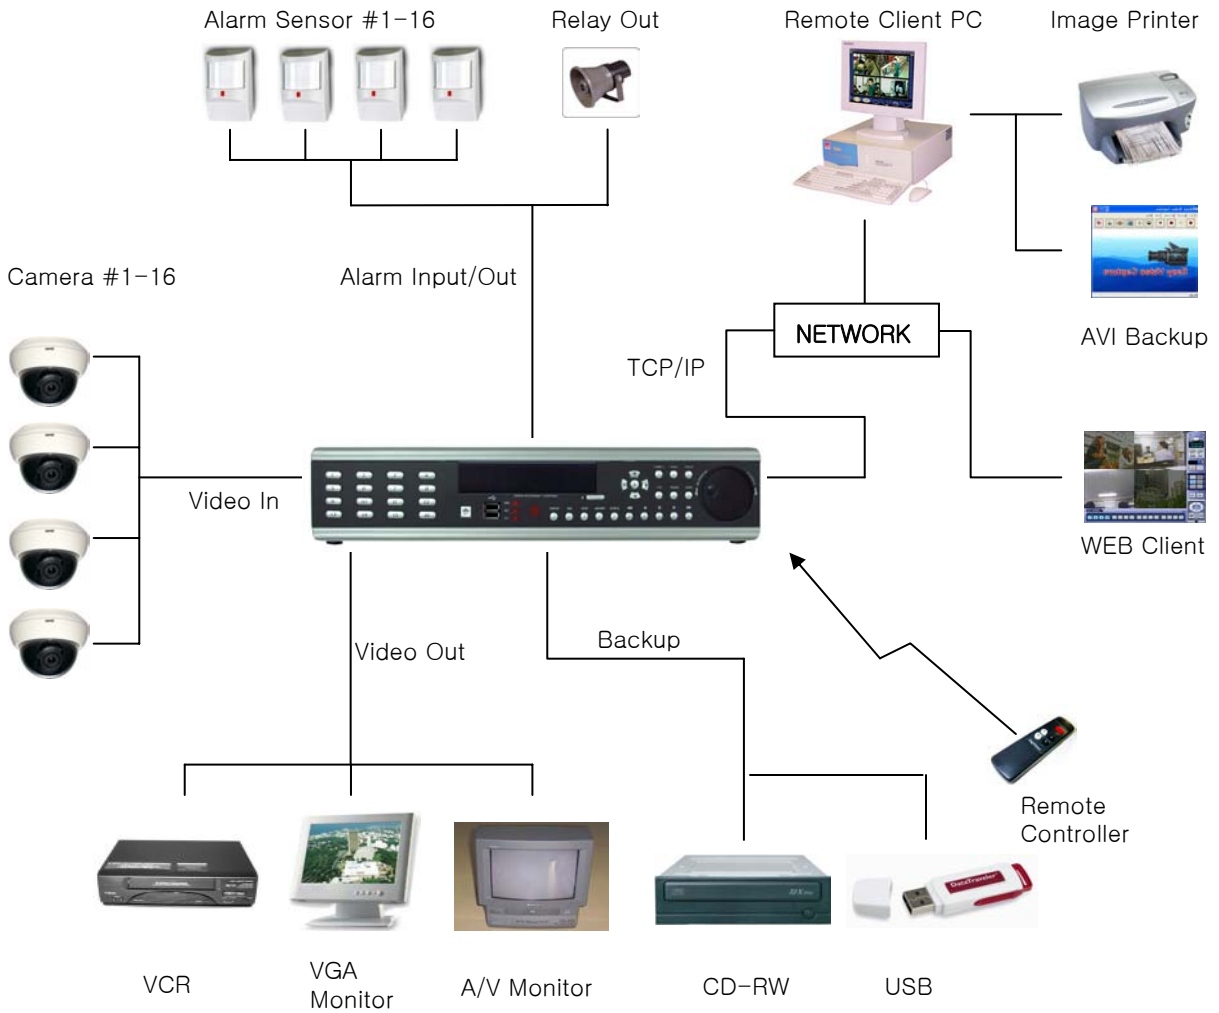 Alarm Sensor #1-16
Relay Out
Remote Client PC
Image Printer
Camera #1-16
Alarm Input/Out
NETWORK
AVI Backup
TCP/IP
Video In
WEB Client
Backup
Video Out
DataTraveler
Remote
Controller
VCR
VGA
Monitor
A/V Monitor
CD-RW
USB